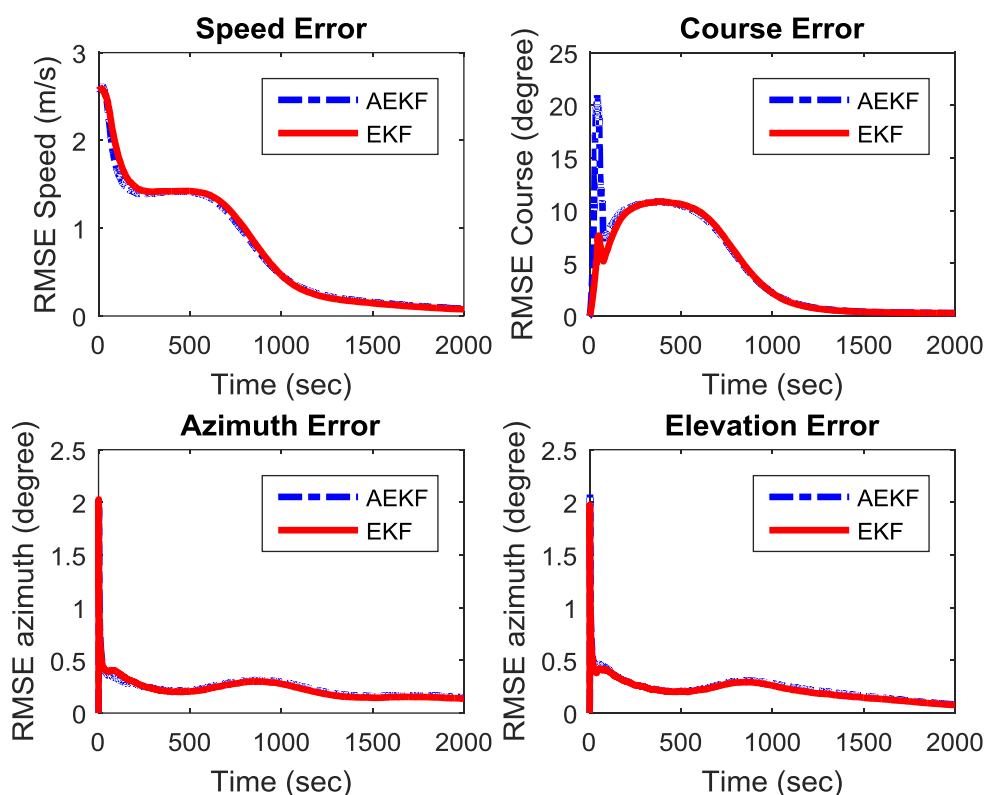 Speed Error
RMSE Speed (m/s)
3
2
1
0
AEKF
EKF
0 500 1000 1500 2000
Time (sec)
Course Error
RMSE Course (degree)
25
20
15
10
5
0
AEKF
EKF
0 500 1000 1500 2000
Time (sec)
Azimuth Error
RMSE azimuth (degree)
2.5
2
1.5
1
0.5
0
AEKF
EKF
0 500 1000 1500 2000
Time (sec)
Elevation Error
RMSE azimuth (degree)
2.5
2
1.5
1
0.5
0
AEKF
EKF
0 500 1000 1500 2000
Time (sec)